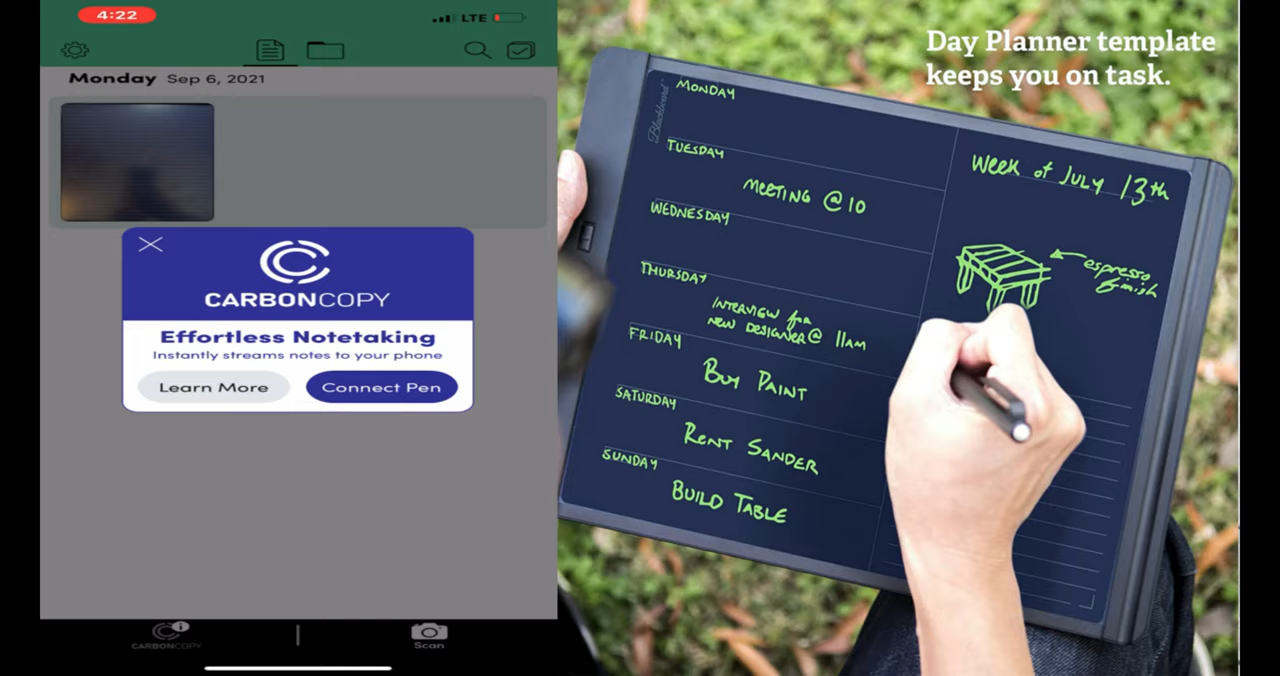 4:22
LTE
Monday Sep 6, 2021
CARBONCOPY
Effortless Notetaking
Instantly streams notes to your phone
Learn More
Connect Pen
CARBONCOPY
Scan
Day Planner template
keeps you on task.
Blackboard
MONDAY
TUESDAY
MEETING @ 10
WEDNESDAY
THURSDAY
INTERVIEW for
NEW DESIGNER @ 11AM
FRIDAY
BUY PAINT
SATURDAY
RENT SANDER
SUNDAY
BUILD TABLE
WEEK of JULY 13th
espresso
finish